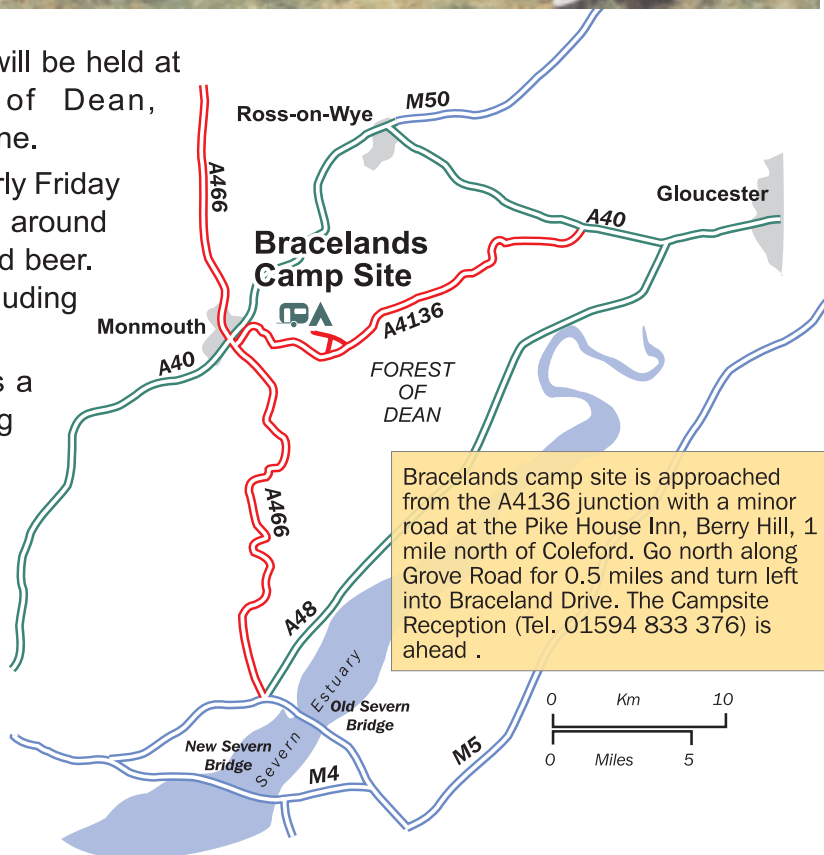 will be held at
of Dean,
ne.
rly Friday
around
d beer.
uding
s a
g
Ross-on-Wye
M50
A466
Gloucester
A40
Bracelands
Camp Site
Monmouth
A4136
A40
FOREST
OF
DEAN
A466
Bracelands camp site is approached
from the A4136 junction with a minor
road at the Pike House Inn, Berry Hill, 1
mile north of Coleford. Go north along
Grove Road for 0.5 miles and turn left
into Braceland Drive. The Campsite
Reception (Tel. 01594 833 376) is
ahead .
A48
Severn Estuary
Old Severn
Bridge
New Severn
Bridge
M4
M5
0 Km 10
0 Miles 5